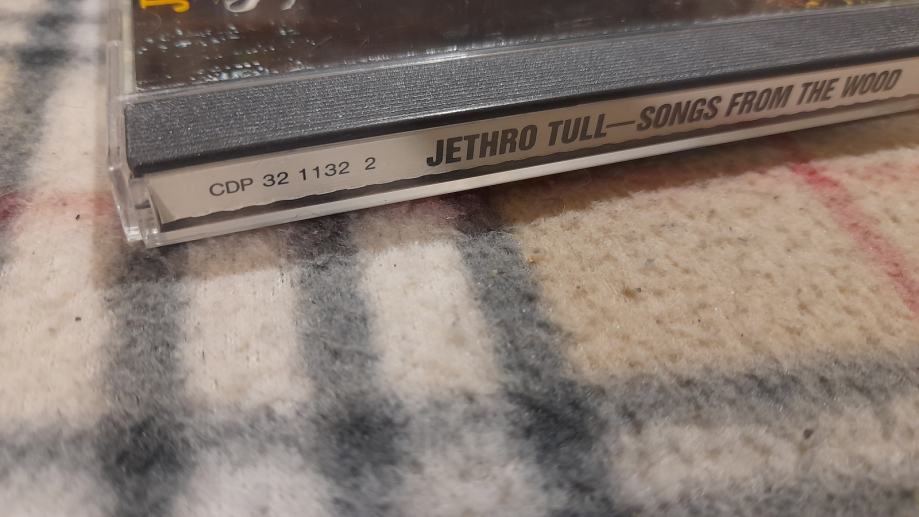 CDP 32 1132 2 JETHRO TULL—SONGS FROM THE WOOD